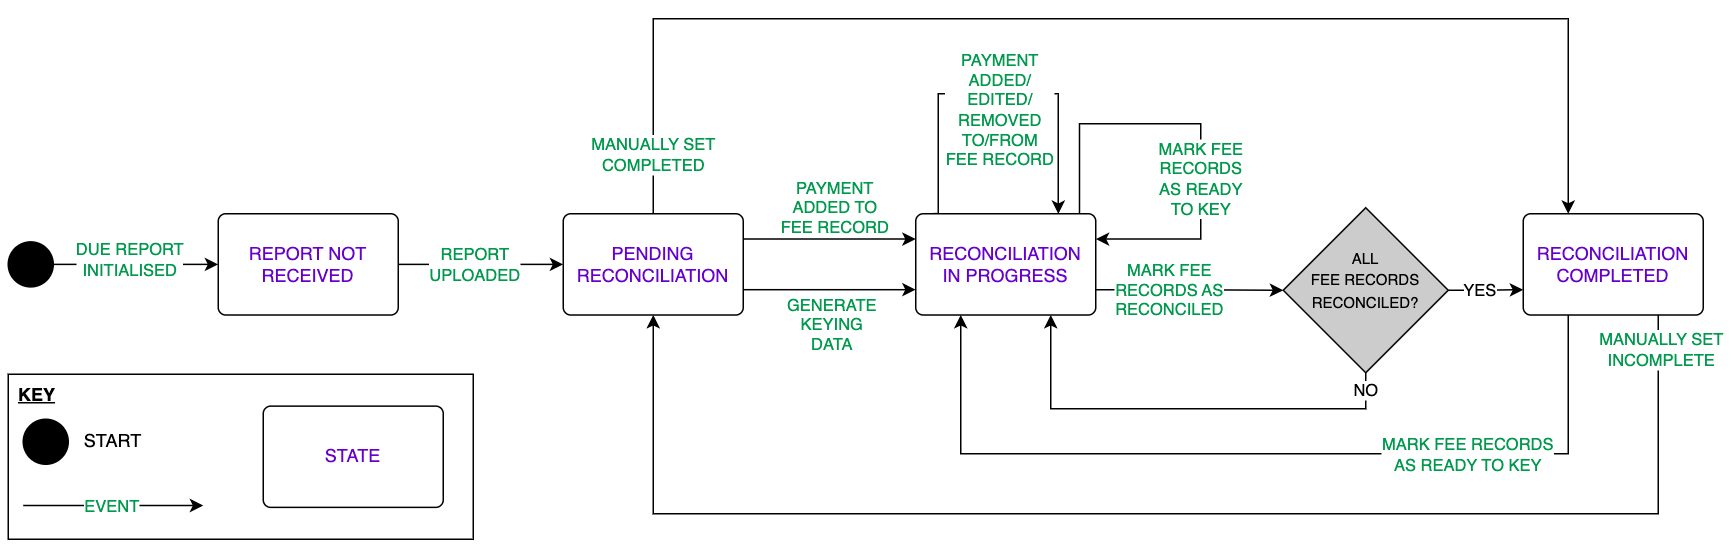 PAYMENT
ADDED/
EDITED/
REMOVED
TO/FROM
FEE RECORD
MANUALLY SET
COMPLETED
MARK FEE
RECORDS
AS READY
TO KEY
PAYMENT
ADDED TO
FEE RECORD
DUE REPORT
INITIALISED
REPORT NOT
RECEIVED
REPORT
UPLOADED
PENDING
RECONCILIATION
GENERATE
KEYING
DATA
RECONCILIATION
IN PROGRESS
MARK FEE
RECORDS AS
RECONCILED
ALL
FEE RECORDS
RECONCILED?
YES
NO
RECONCILIATION
COMPLETED
MANUALLY SET
INCOMPLETE
MARK FEE RECORDS
AS READY TO KEY
KEY
START
STATE
EVENT